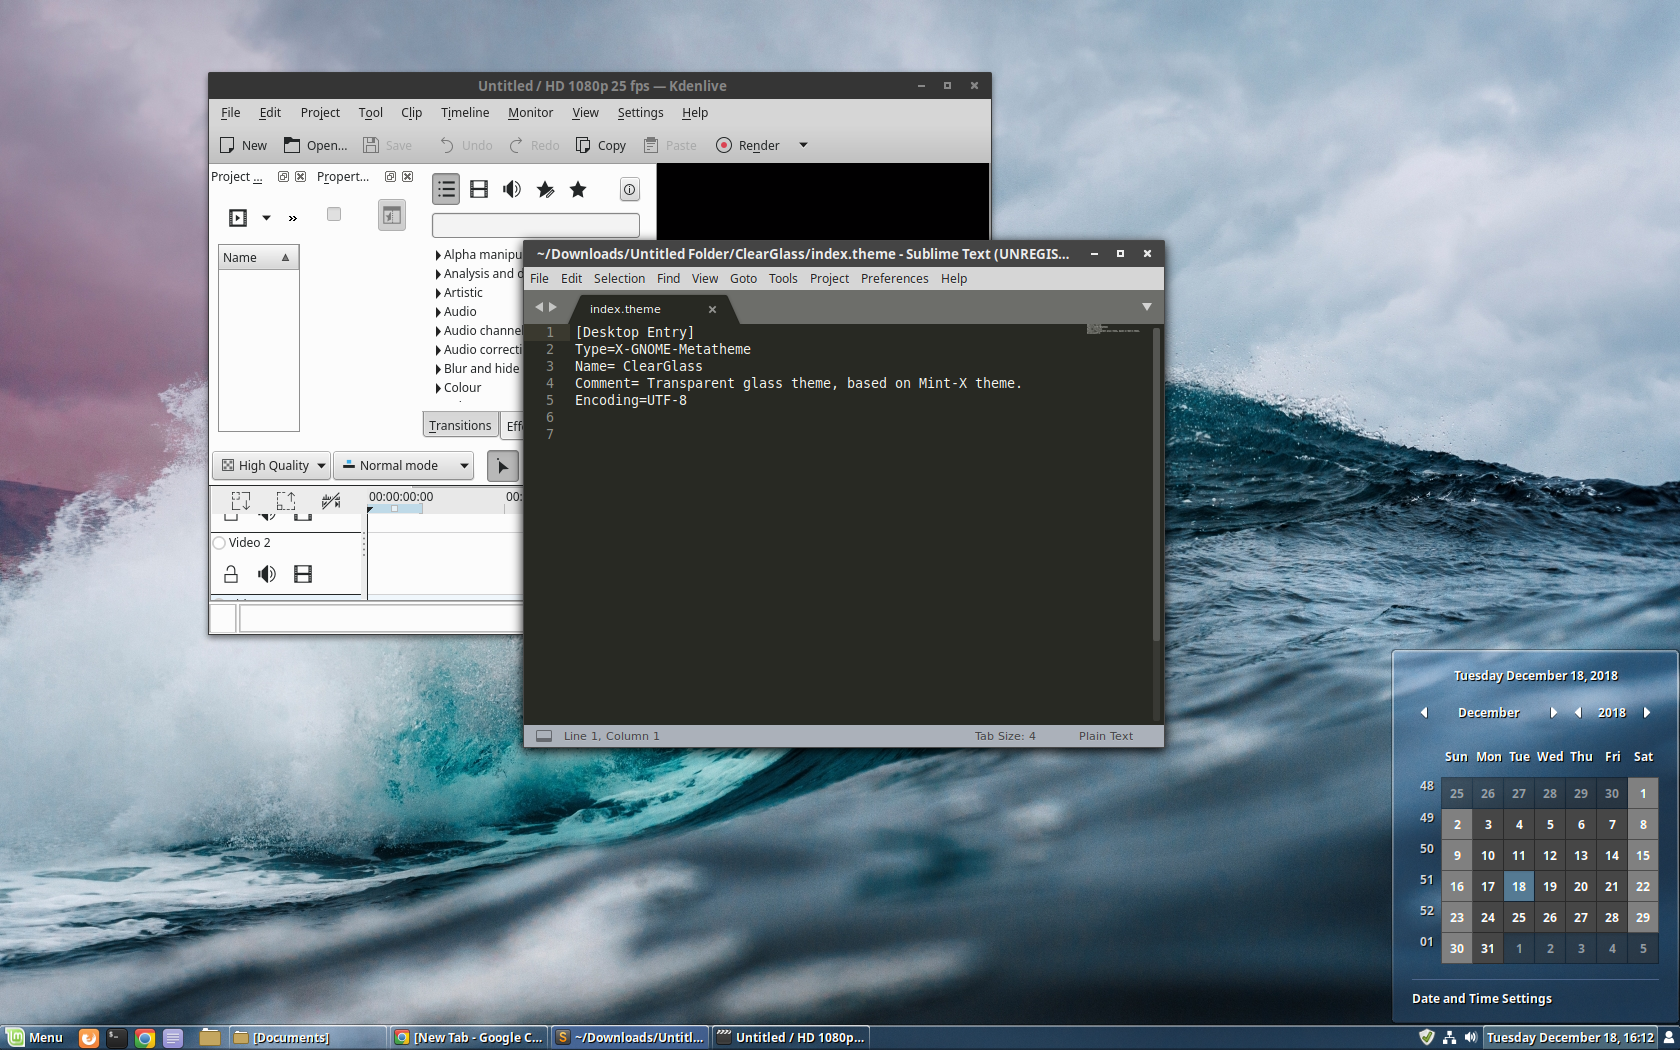 Untitled / HD 1080p 25 fps — Kdenlive
File Edit Project Tool Clip Timeline Monitor View Settings Help
New Open... Save Undo Redo Copy Paste Render
Project ... Propert...
Name
Alpha manipu
Analysis and d
Artistic
Audio
Audio channe
Audio correcti
Blur and hide
Colour
Transitions Eff
High Quality Normal mode
00:00:00:00 00:
Video 2
~/Downloads/Untitled Folder/ClearGlass/index.theme - Sublime Text (UNREGIS...
File Edit Selection Find View Goto Tools Project Preferences Help
index.theme
1 [Desktop Entry]
2 Type=X-GNOME-Metatheme
3 Name= ClearGlass
4 Comment= Transparent glass theme, based on Mint-X theme.
5 Encoding=UTF-8
6
7
Line 1, Column 1 Tab Size: 4 Plain Text
Tuesday December 18, 2018
December 2018
Sun Mon Tue Wed Thu Fri Sat
48 25 26 27 28 29 30 1
49 2 3 4 5 6 7 8
50 9 10 11 12 13 14 15
51 16 17 18 19 20 21 22
52 23 24 25 26 27 28 29
01 30 31 1 2 3 4 5
Date and Time Settings
Menu [Documents] [New Tab - Google C... ~/Downloads/Untitl... Untitled / HD 1080p... Tuesday December 18, 16:12